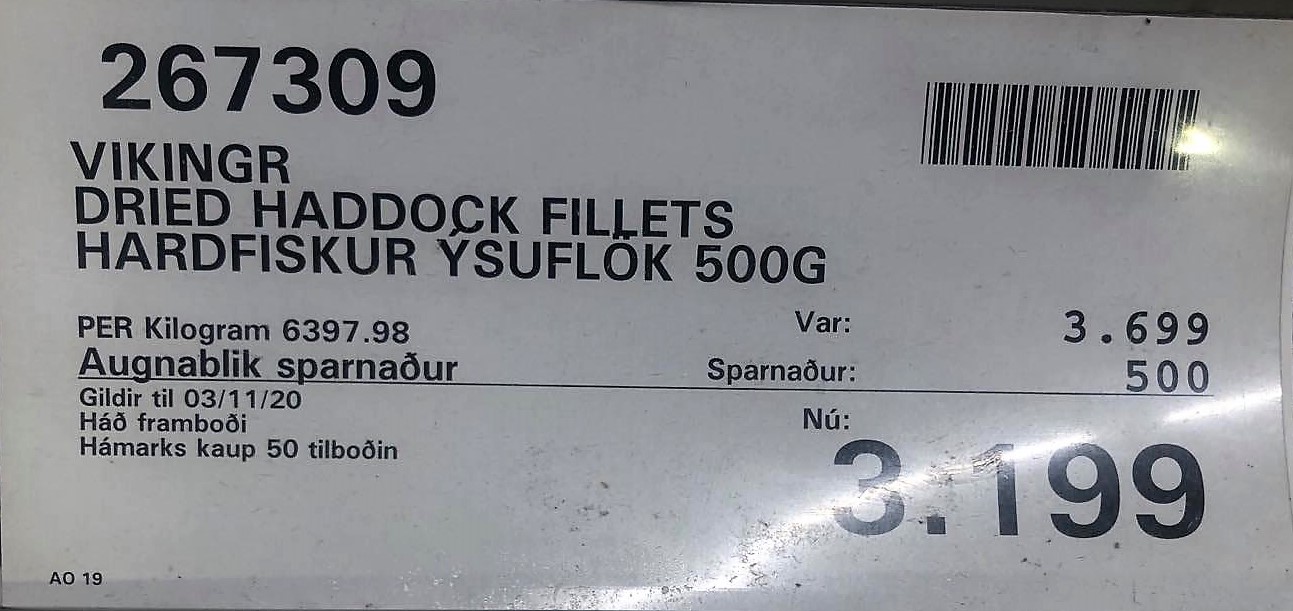 267309
VIKINGR
DRIED HADDOCK FILLETS
HARDFISKUR ÝSUFLÖK 500G
PER Kilogram 6397.98
Augnablik sparnaður
Gildir til 03/11/20
Háð framboði
Hámarks kaup 50 tilboðin
Var: 3.699
Sparnaður: 500
Nú: 3.199
AO 19